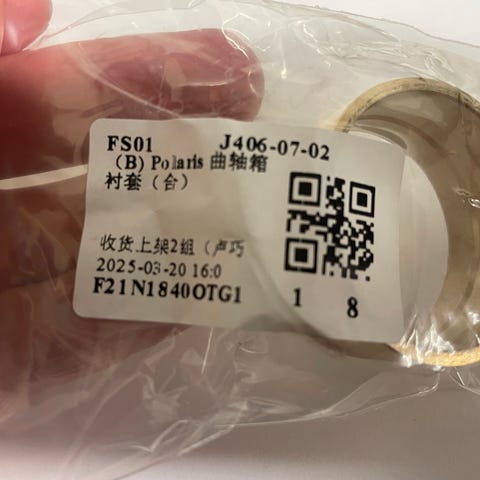 FS01 J406-07-02
(B) Polaris 曲轴箱
衬套（台）
收货上架2组（卢巧
2025-03-20 16:0
F21N1840OTG1 1 8